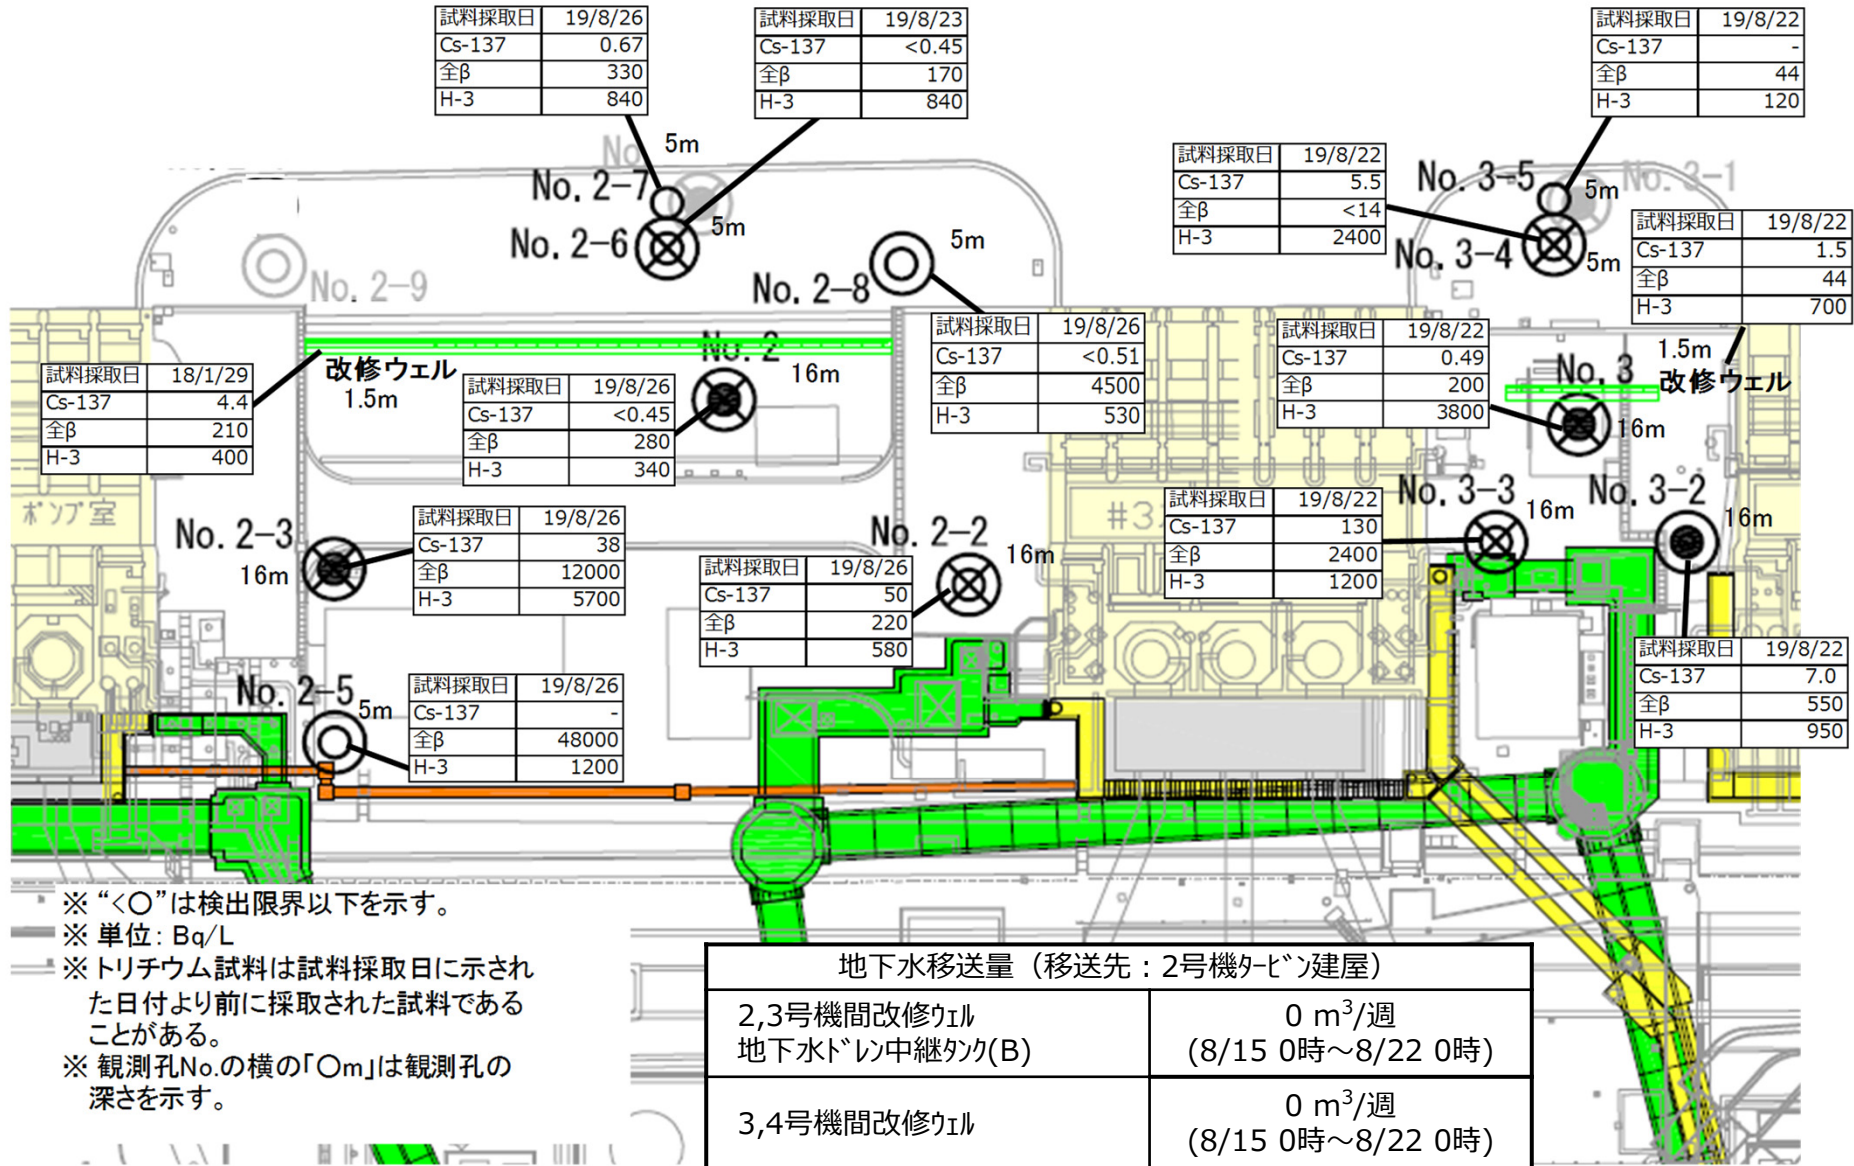 試料採取日 19/8/26
Cs-137 0.67
全β 330
H-3 840
試料採取日 19/8/23
Cs-137 <0.45
全β 170
H-3 840
試料採取日 19/8/22
Cs-137 -
全β 44
H-3 120
No 5m
No. 2-7
No. 2-6 5m
試料採取日 19/8/22
Cs-137 5.5
全β <14
H-3 2400
No. 3-5 5m No. 3-1
No. 3-4 5m
試料採取日 19/8/22
Cs-137 1.5
全β 44
H-3 700
No. 2-9
No. 2-8 5m
試料採取日 19/8/26
Cs-137 <0.51
全β 4500
H-3 530
試料採取日 19/8/22
Cs-137 0.49
全β 200
H-3 3800
No. 3 16m
1.5m
改修ウェル
試料採取日 18/1/29
Cs-137 4.4
全β 210
H-3 400
改修ウェル
1.5m
試料採取日 19/8/26
Cs-137 <0.45
全β 280
H-3 340
No. 2 16m
ポンプ室
No. 2-3
16m
試料採取日 19/8/26
Cs-137 38
全β 12000
H-3 5700
No. 2-2 16m
試料採取日 19/8/26
Cs-137 50
全β 220
H-3 580
#3
試料採取日 19/8/22
Cs-137 130
全β 2400
H-3 1200
No. 3-3 16m
No. 3-2 16m
試料採取日 19/8/22
Cs-137 7.0
全β 550
H-3 950
No. 2-5 5m
試料採取日 19/8/26
Cs-137 -
全β 48000
H-3 1200
※ “<○”は検出限界以下を示す。
※ 単位: Bq/L
※ トリチウム試料は試料採取日に示され
た日付より前に採取された試料である
ことがある。
※ 観測孔No.の横の「○m」は観測孔の
深さを示す。
地下水移送量（移送先：2号機ﾀｰﾋﾞﾝ建屋）
2,3号機間改修ｳｪﾙ 0 m³/週
地下水ﾄﾞﾚﾝ中継ﾀﾝｸ(B) (8/15 0時～8/22 0時)
3,4号機間改修ｳｪﾙ 0 m³/週
(8/15 0時～8/22 0時)